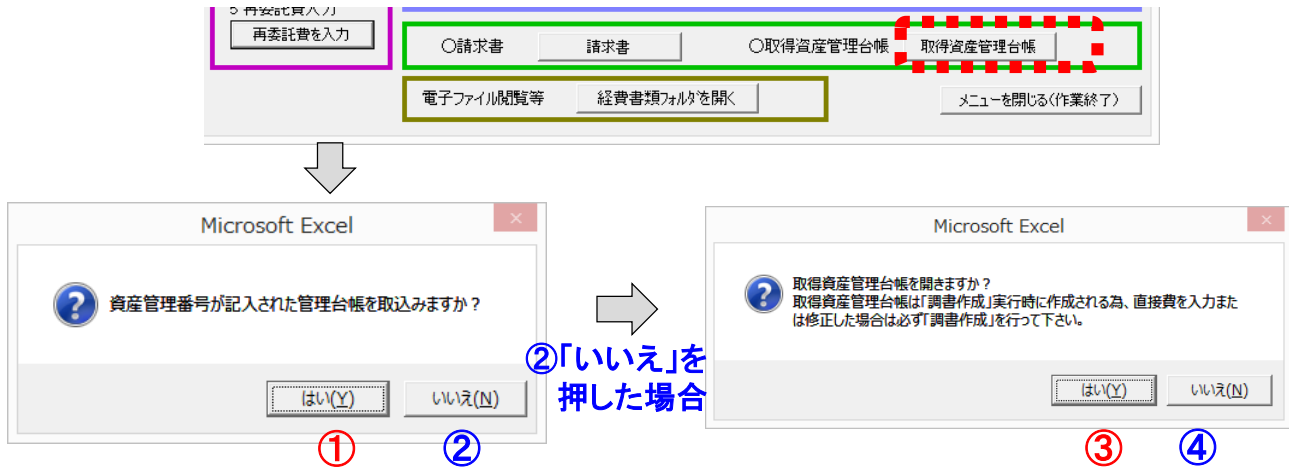 5 再委託費入力
再委託費を入力
〇請求書
請求書
〇取得資産管理台帳
取得資産管理台帳
電子ファイル閲覧等
経費書類フォルダを開く
メニューを閉じる(作業終了)
Microsoft Excel
資産管理番号が記入された管理台帳を取込みますか？
はい(Y)
いいえ(N)
①
②
②「いいえ」を
押した場合
Microsoft Excel
取得資産管理台帳を開きますか？
取得資産管理台帳は「調書作成」実行時に作成される為、直接費を入力また
は修正した場合は必ず「調書作成」を行って下さい。
はい(Y)
いいえ(N)
③
④